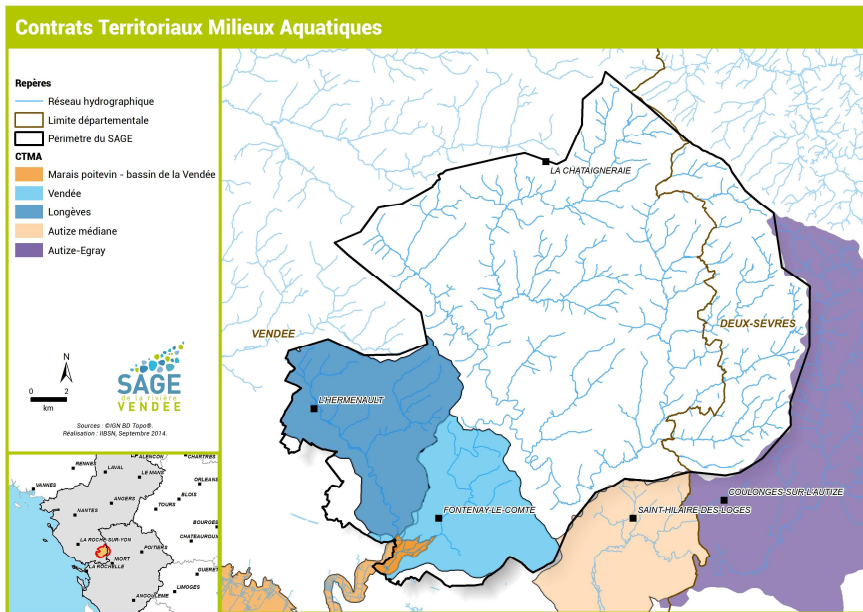 Contrats Territoriaux Milieux Aquatiques
Repères
Réseau hydrographique
Limite départementale
Périmetre du SAGE
CTMA
Marais poitevin - bassin de la Vendée
Vendée
Longèves
Autize médiane
Autize-Egray
N
0 2
km
SAGE
de la rivière
VENDEE
Sources : ©IGN BD Topo®.
Réalisation : IIBSN, Septembre 2014.
LA CHATAIGNERAIE
VENDEE
DEUX-SEVRES
L'HERMENAULT
FONTENAY-LE-COMTE
SAINT-HILAIRE-DES-LOGES
COULONGES-SUR-L'AUTIZE
ALENCON
CHARTRES
RENNES
LAVAL
LE MANS
ORLEANS
VANNES
BLOIS
ANGERS
TOURS
NANTES
BOURGES
CHATEAUROUX
LA ROCHE-SUR-YON
POITIERS
NIORT
LA ROCHELLE
GUERET
LIMOGES
ANGOULEME